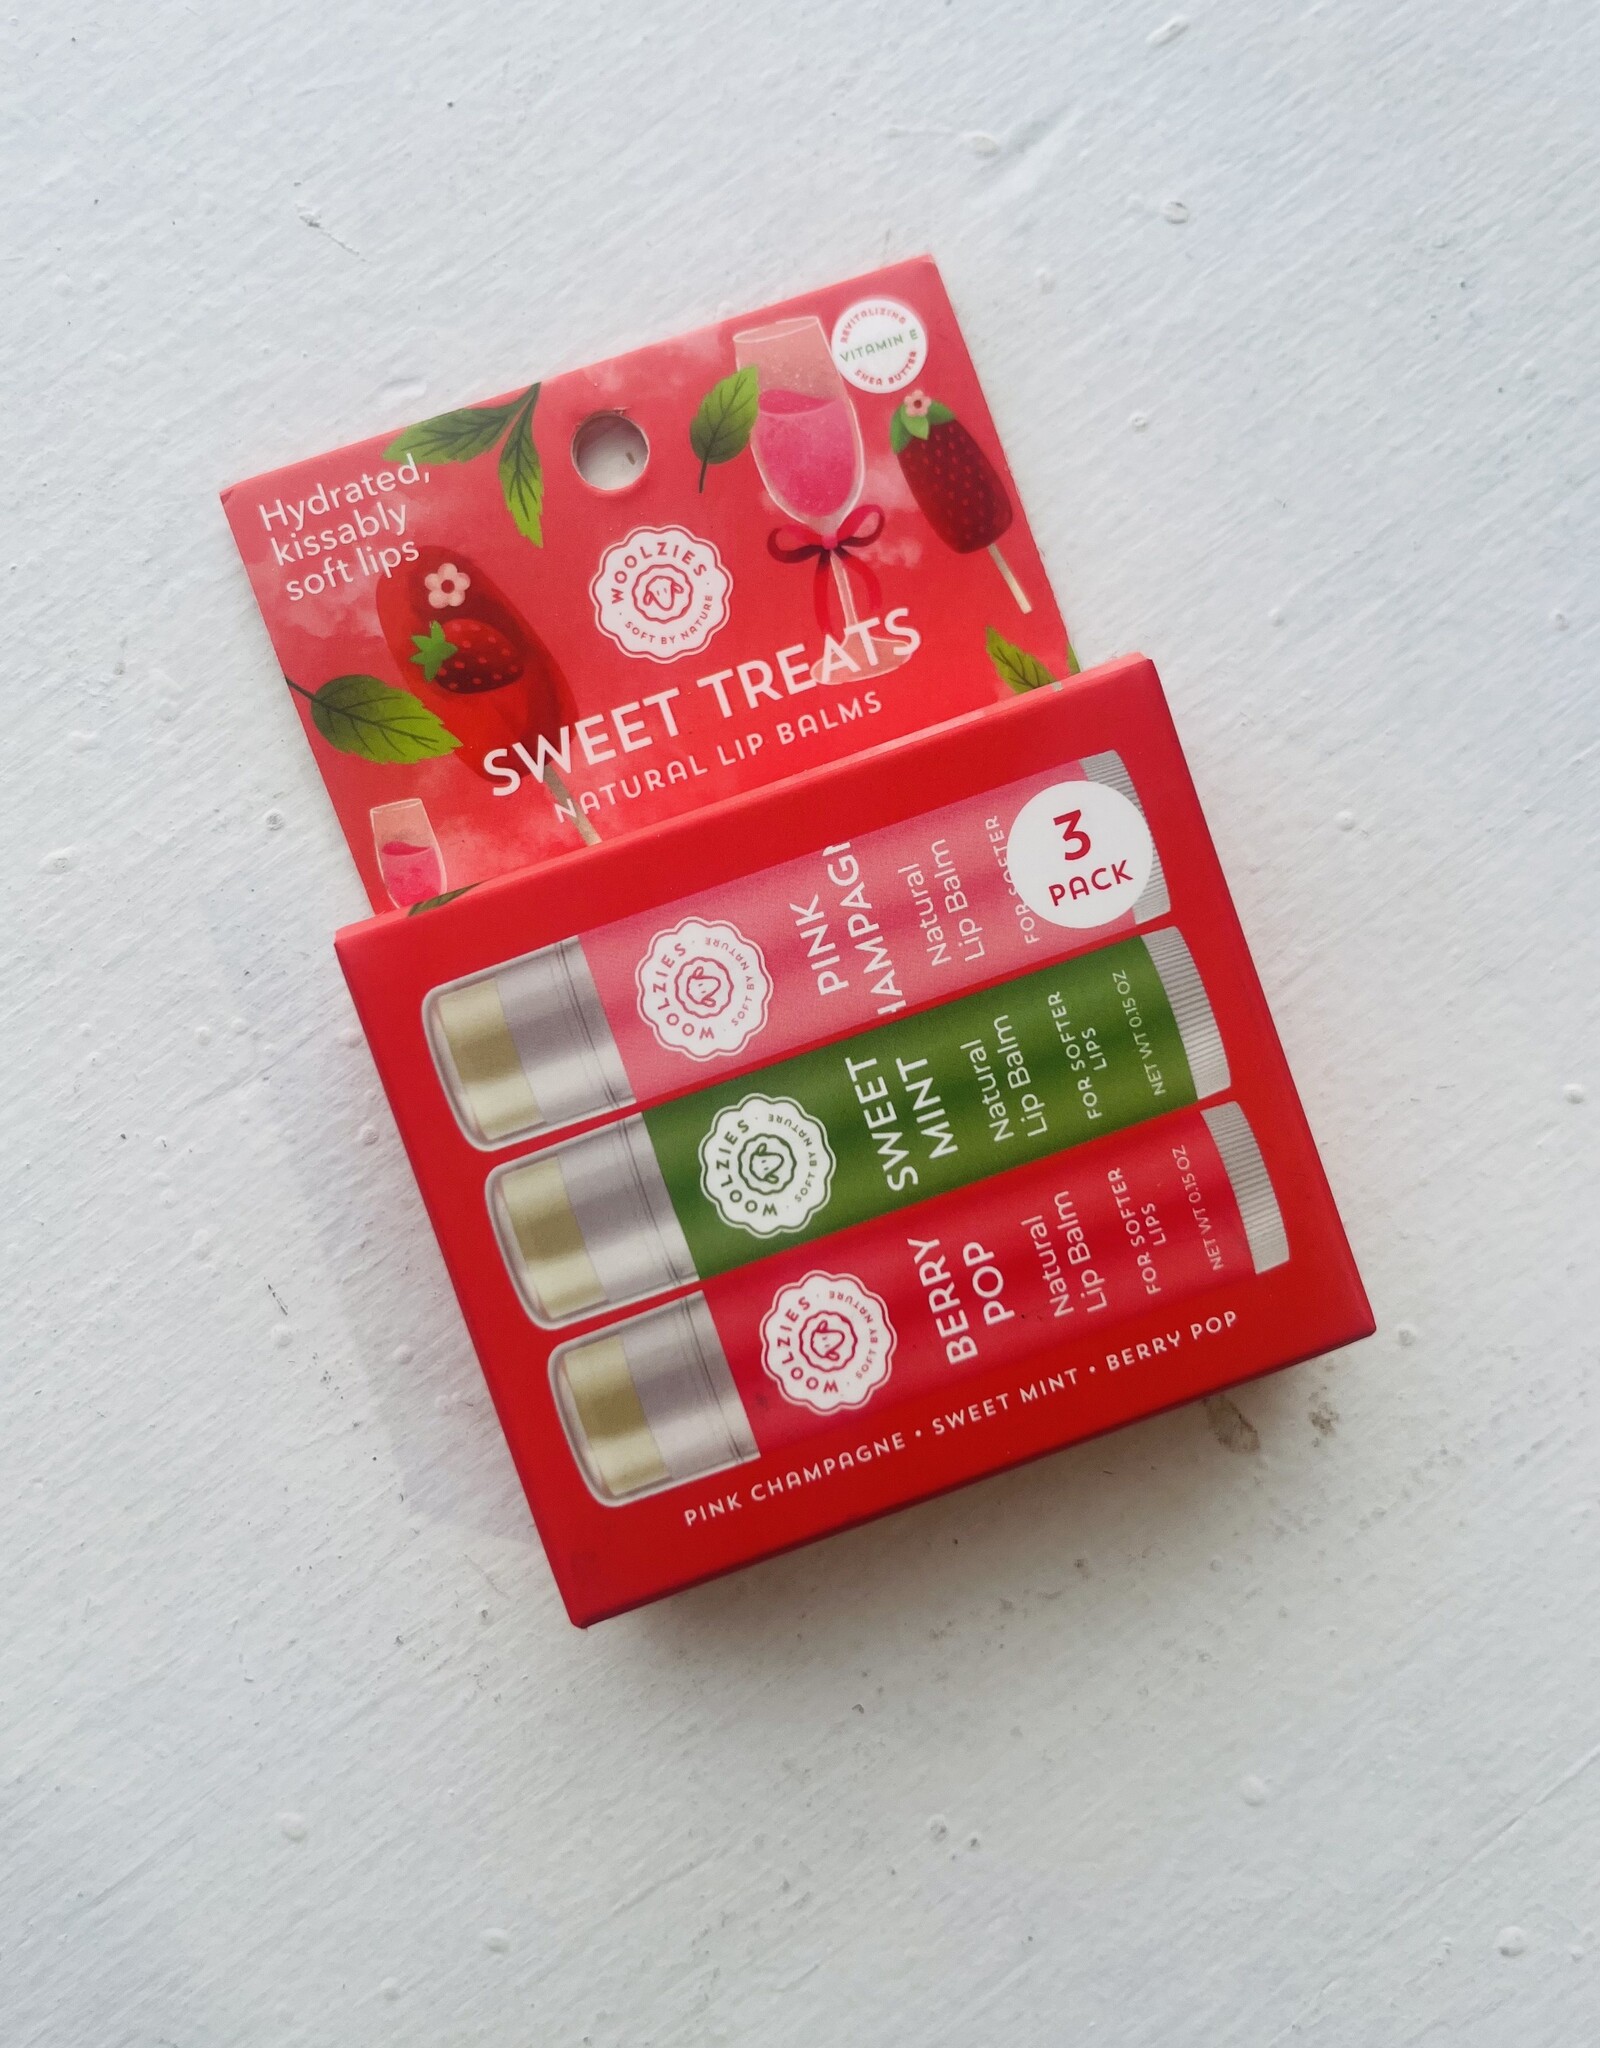 REVITALIZING
VITAMIN E
SHEA BUTTER
Hydrated,
kissably
soft lips
WOOLZIES
SOFT BY NATURE
SWEET TREATS
NATURAL LIP BALMS
3
PACK
WOOLZIES
SOFT BY NATURE
PINK
HAMPAGN
Natural
Lip Balm
FOR SOFTER
WOOLZIES
SOFT BY NATURE
SWEET
MINT
Natural
Lip Balm
FOR SOFTER
LIPS
NET WT 0.15 OZ
WOOLZIES
SOFT BY NATURE
BERRY
POP
Natural
Lip Balm
FOR SOFTER
LIPS
NET WT 0.15 OZ
PINK CHAMPAGNE • SWEET MINT • BERRY POP